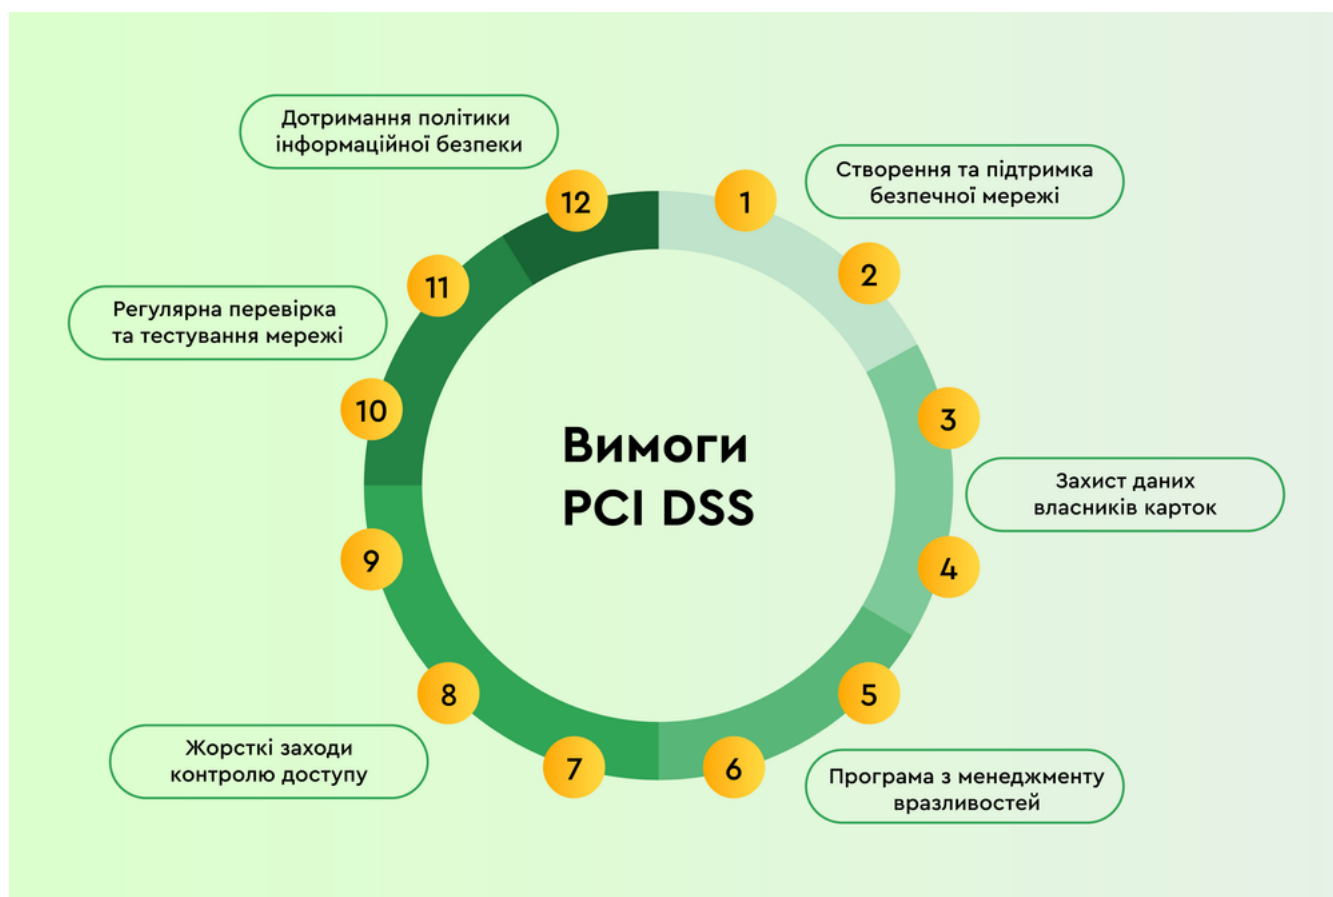 Вимоги
PCI DSS
1
Створення та підтримка
безпечної мережі
2
3
Захист даних
власників карток
4
5
Програма з менеджменту
вразливостей
6
7
Жорсткі заходи
контролю доступу
8
9
10
Регулярна перевірка
та тестування мережі
11
12
Дотримання політики
інформаційної безпеки